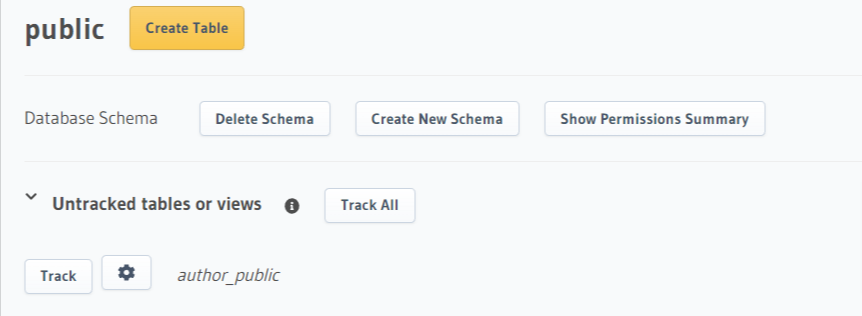 public Create Table
Database Schema Delete Schema Create New Schema Show Permissions Summary
Untracked tables or views Track All
Track author_public